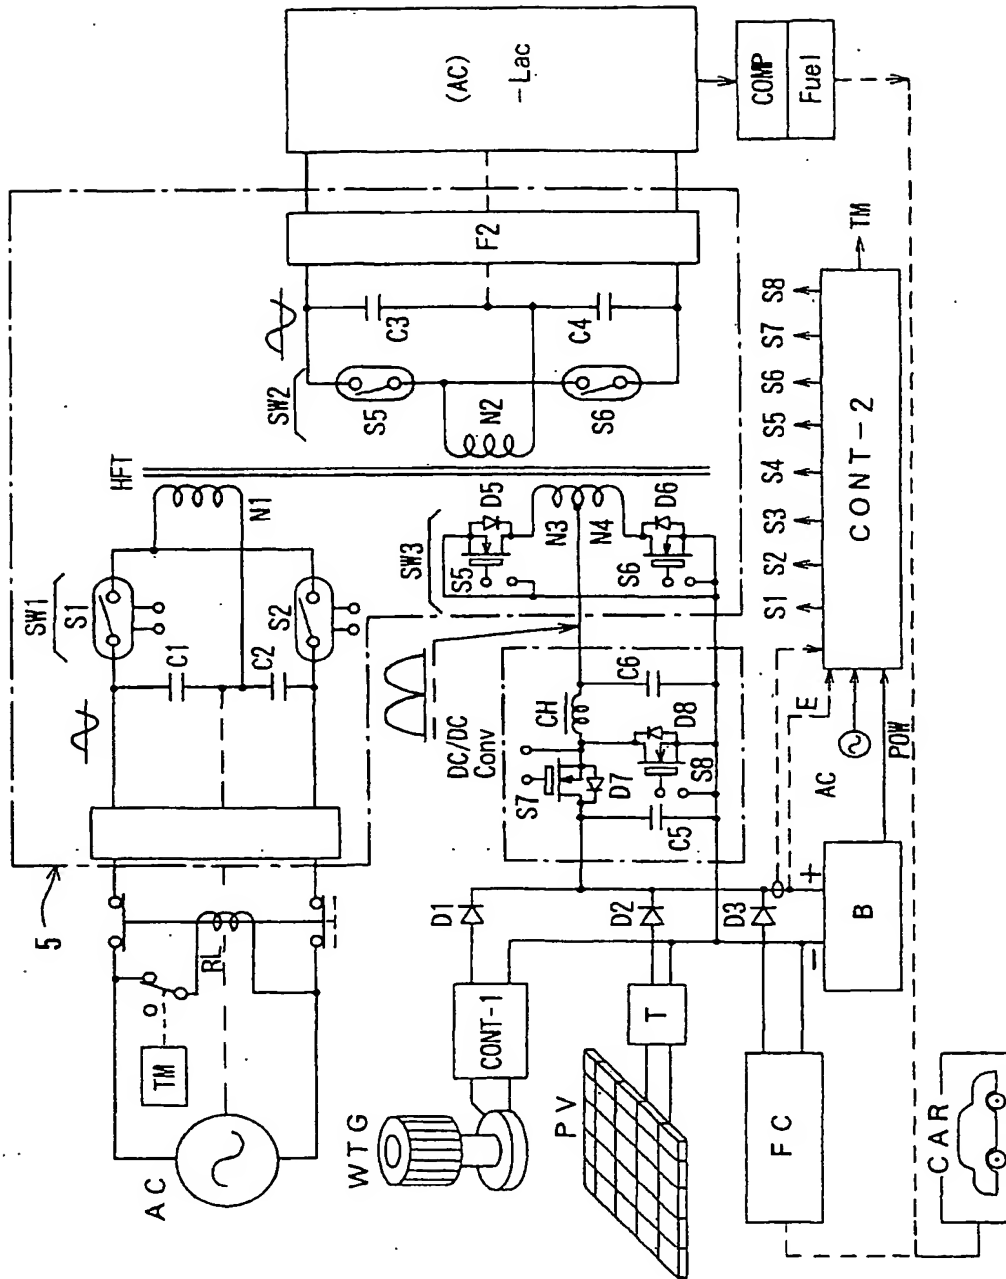 AC
TM
RL
5
SW1
S1
S2
C1
C2
N1
HFT
SW2
S5
S6
N2
C3
C4
F2
(AC)
-Lac
COMP
Fuel
WTG
CONT-1
D1
PV
T
D2
FC
D3
CAR
B
+
-
DC/DC
Conv
S7
D7
CH
S8
D8
C5
C6
SW3
S5
D5
N3
N4
S6
D6
E
AC
POW
CONT-2
S1
S2
S3
S4
S5
S6
S7
S8
TM